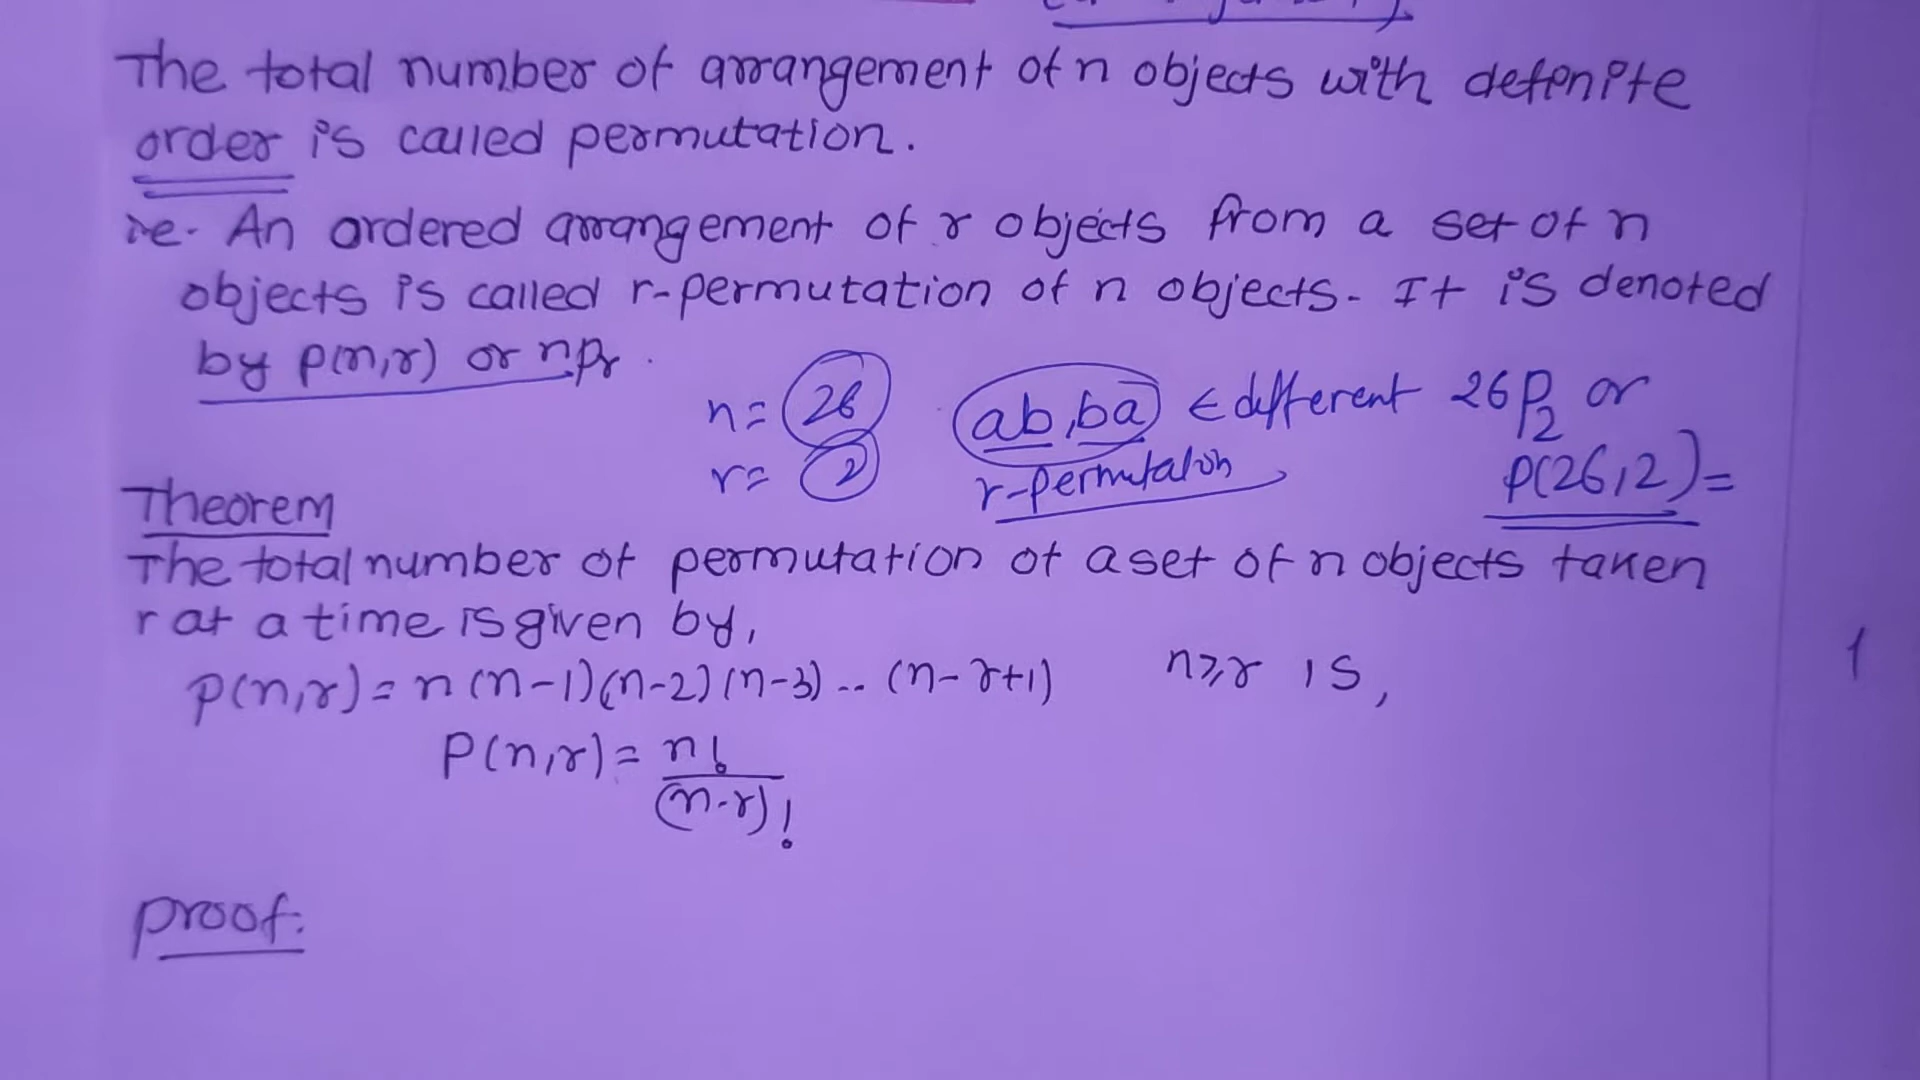 The total number of arrangement of n objects with definite
order is called permutation.
ie. An ordered arrangement of r objects from a set of n
objects is called r-permutation of n objects. It is denoted
by p(n,r) or npr.
n= 26 ab, ba ∈ different 26P2 or
r= 2 r-permutation P(26,2)=
Theorem
The total number of permutation of a set of n objects taken
r at a time is given by,
p(n,r) = n(n-1)(n-2)(n-3)..(n-r+1) n≥r is,
P(n,r) = n!
(n-r)!
proof: